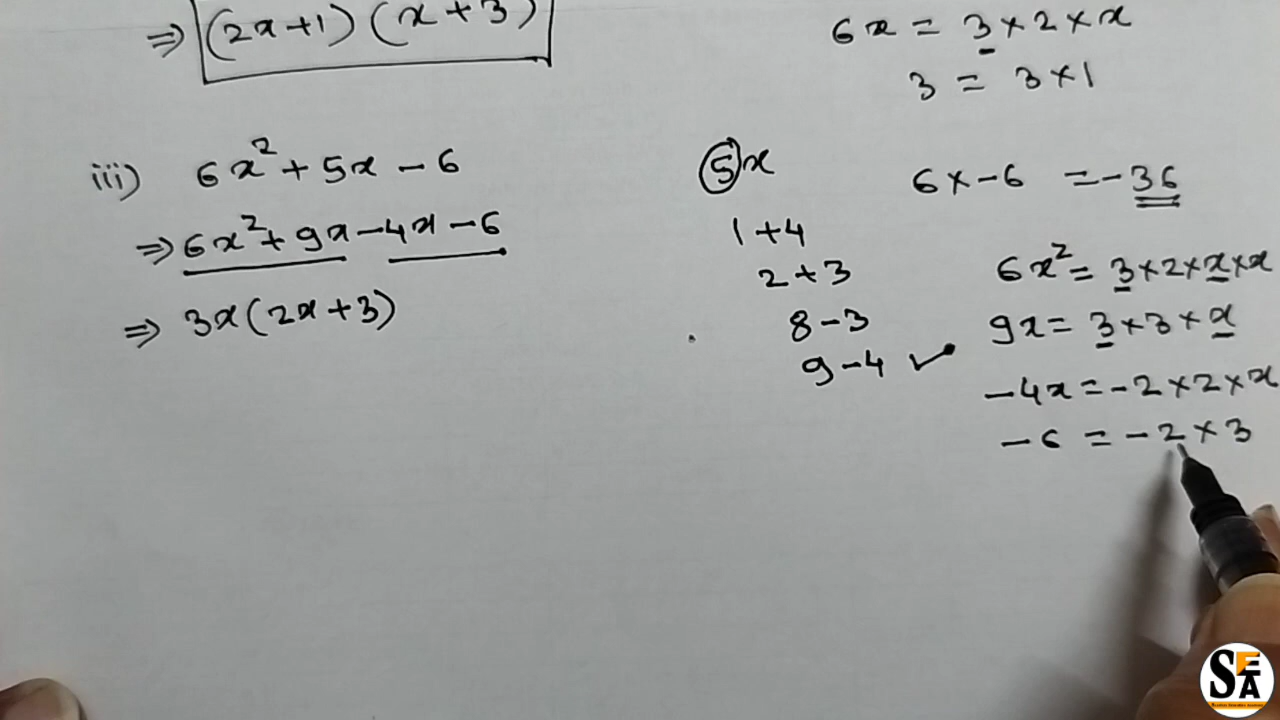 ⇒ (2x+1) (x+3)
6x = 3×2×x
3 = 3×1
iii) 6x² + 5x - 6
⇒ 6x² + 9x - 4x - 6
⇒ 3x(2x+3)
5x
6×-6 = -36
1+4
2+3
8-3
9-4 ✓
6x² = 3×2×x×x
9x = 3×3×x
-4x = -2×2×x
-6 = -2×3
SFA